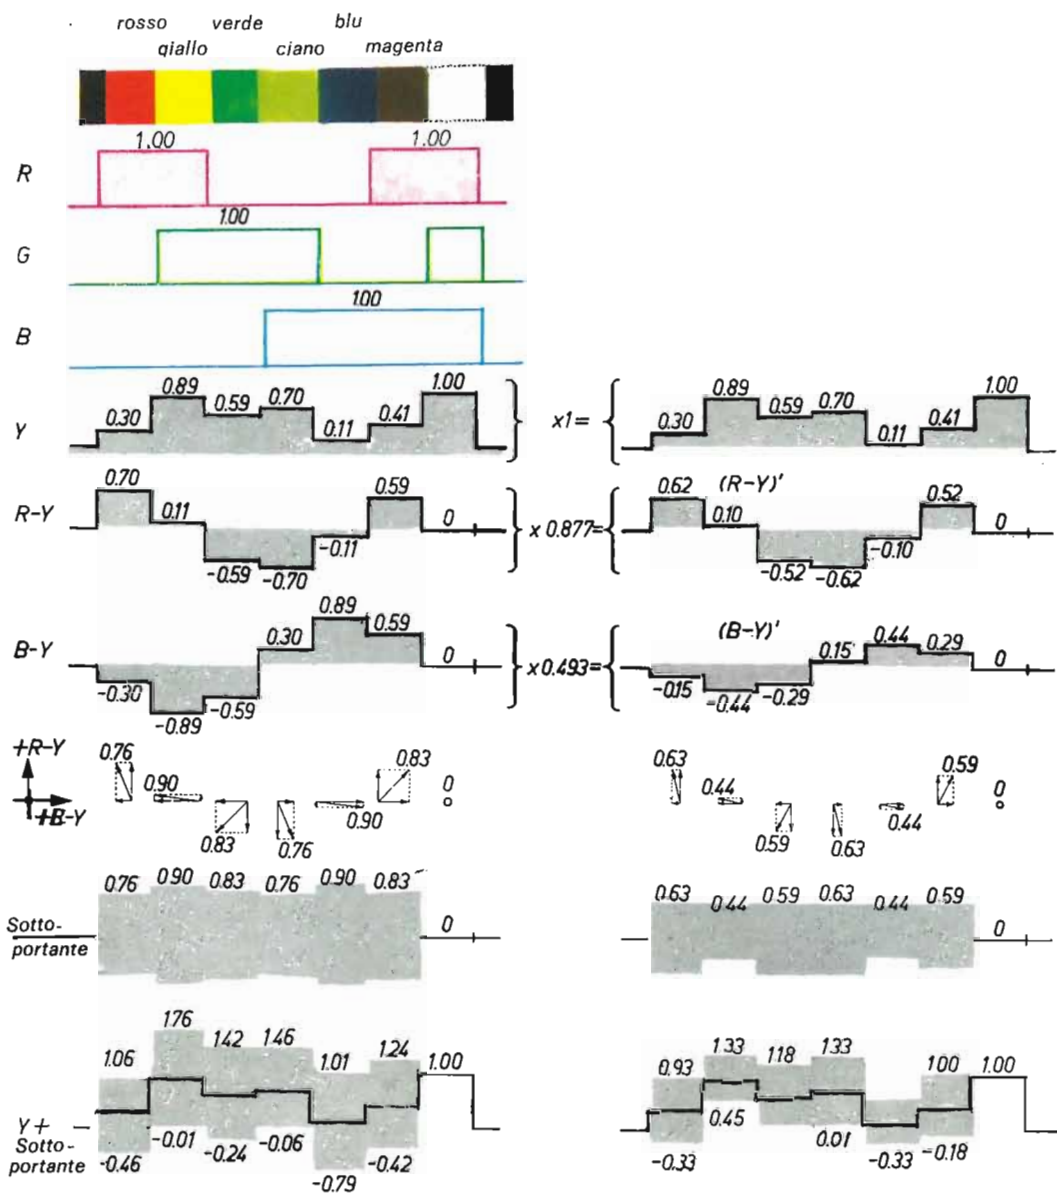 rosso verde blu
giallo ciano magenta
1.00 1.00
R
1.00
G
1.00
B
0.30 0.89 0.59 0.70 0.11 0.41 1.00
Y
x1=
0.30 0.89 0.59 0.70 0.11 0.41 1.00
R-Y
0.70 0.11 -0.59 -0.70 -0.11 0.59 0
x 0.877=
(R-Y)'
0.62 0.10 -0.52 -0.62 -0.10 0.52 0
B-Y
-0.30 -0.89 -0.59 0.30 0.89 0.59 0
x 0.493=
(B-Y)'
-0.15 -0.44 -0.29 0.15 0.44 0.29 0
+R-Y
+B-Y
0.76 0.90 0.83 0.76 0.90 0.83 0
0.63 0.44 0.59 0.63 0.44 0.59 0
Sotto-
portante
0.76 0.90 0.83 0.76 0.90 0.83 0
0.63 0.44 0.59 0.63 0.44 0.59 0
1.06 1.76 1.42 1.46 1.01 1.24 1.00
0.93 1.33 1.18 1.33 1.00 1.00
Y +
Sotto-
portante
-0.46 -0.01 -0.24 -0.06 -0.79 -0.42
-0.33 0.45 0.01 -0.33 -0.18